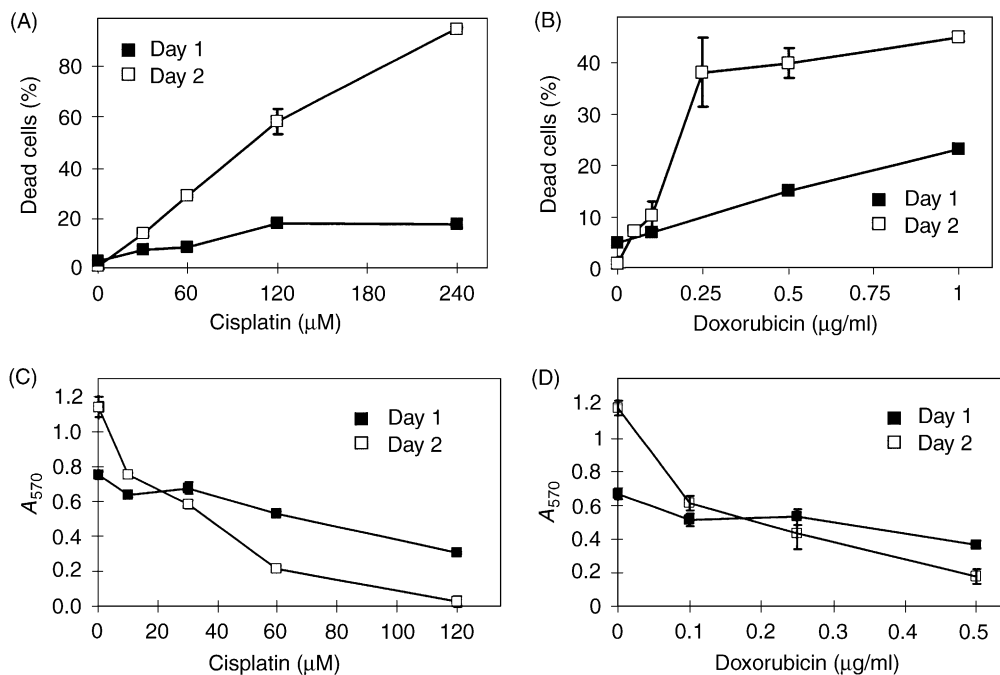 (A)
Day 1
Day 2
Dead cells (%)
80
60
40
20
0
0 60 120 180 240
Cisplatin (μM)
(B)
Day 1
Day 2
Dead cells (%)
40
30
20
10
0
0 0.25 0.5 0.75 1
Doxorubicin (μg/ml)
(C)
Day 1
Day 2
A570
1.2
1.0
0.8
0.6
0.4
0.2
0.0
0 20 40 60 80 100 120
Cisplatin (μM)
(D)
Day 1
Day 2
A570
1.2
1
0.8
0.6
0.4
0.2
0
0 0.1 0.2 0.3 0.4 0.5
Doxorubicin (μg/ml)